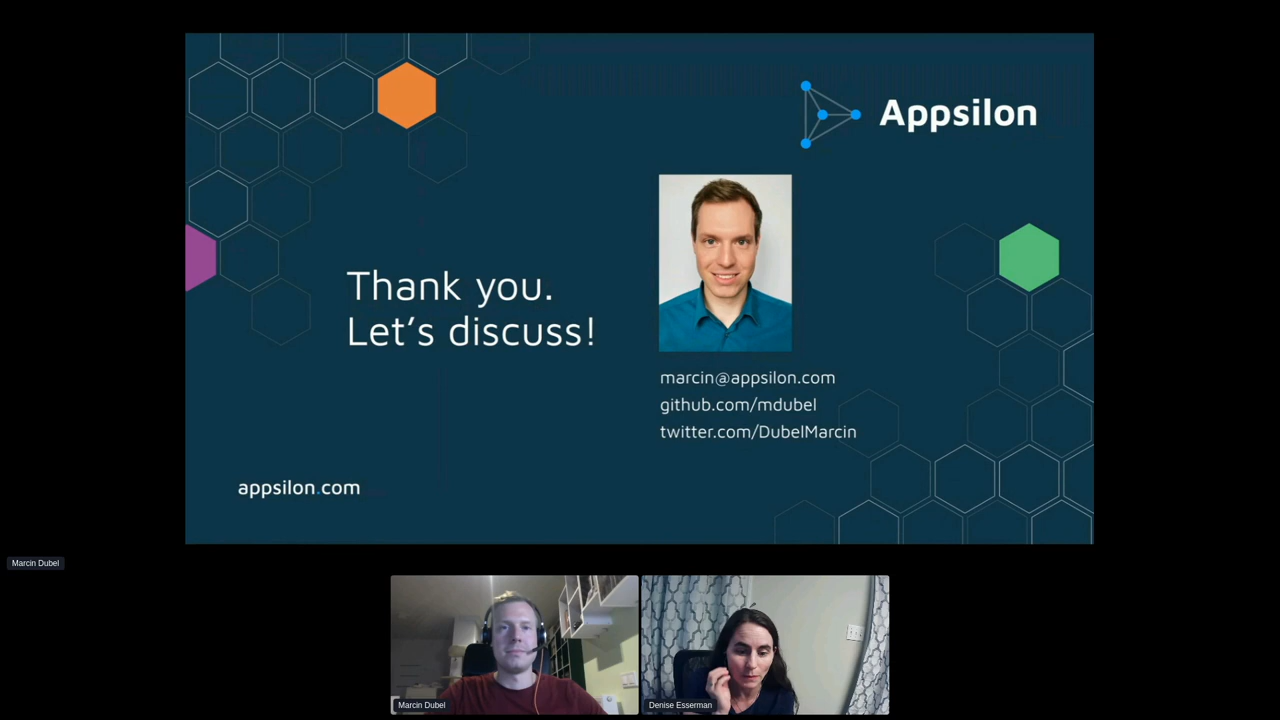 Appsilon
Thank you.
Let's discuss!
marcin@appsilon.com
github.com/mdubel
twitter.com/DubelMarcin
appsilon.com
Marcin Dubel
Marcin Dubel
Denise Esserman